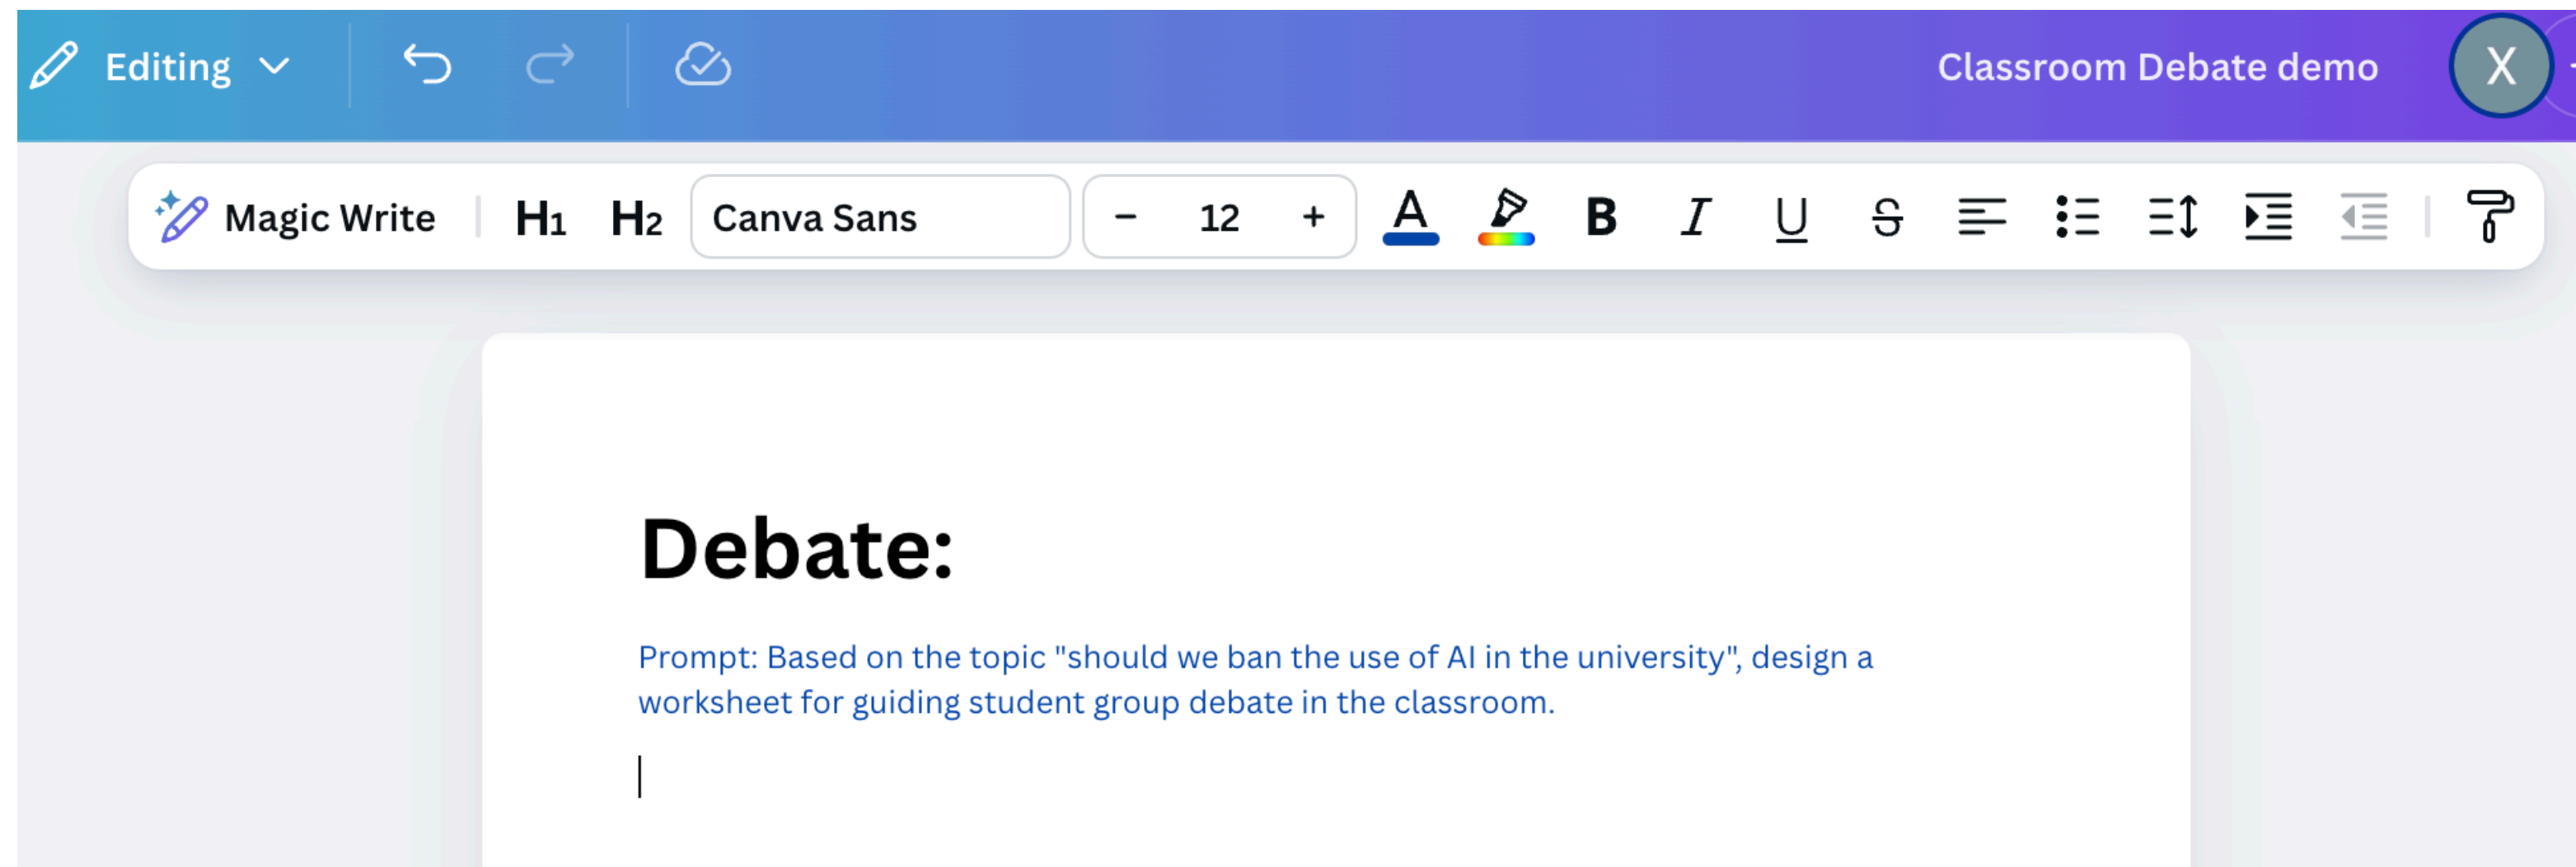 Editing
Classroom Debate demo
X
Magic Write H1 H2 Canva Sans − 12 + A B I U S
Debate:
Prompt: Based on the topic "should we ban the use of AI in the university", design a
worksheet for guiding student group debate in the classroom.